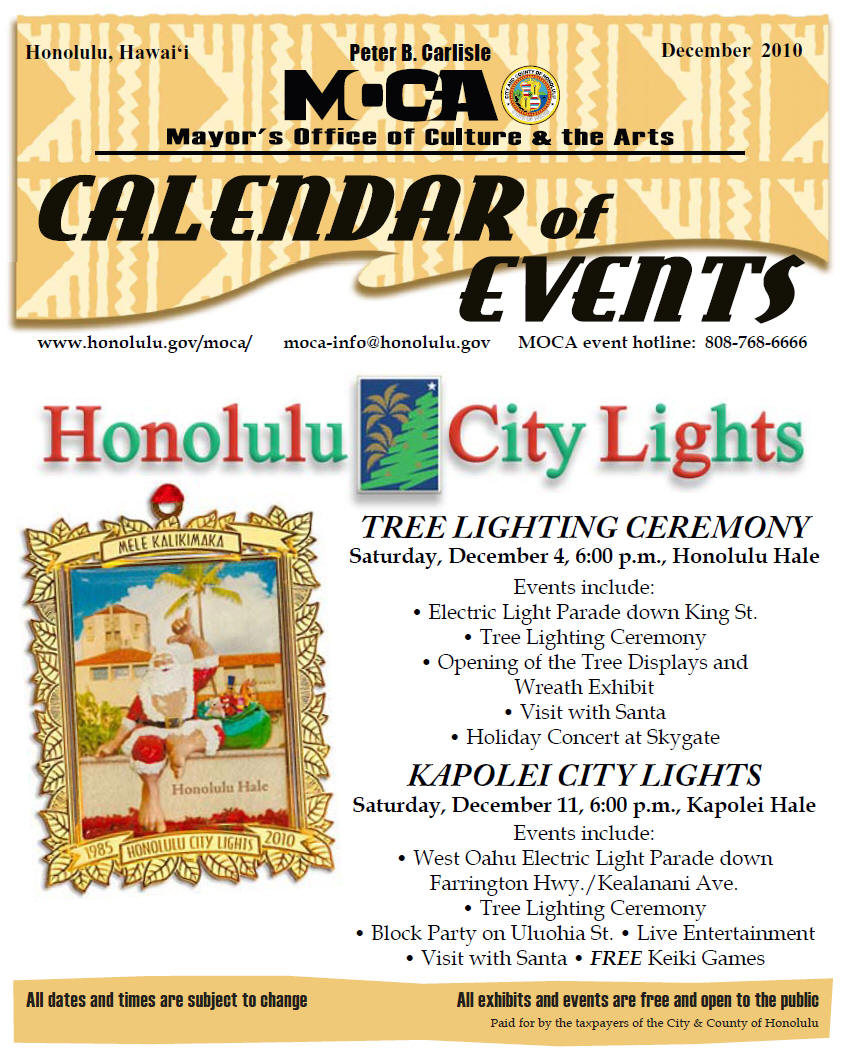 Honolulu, Hawai‘i
Peter B. Carlisle
December 2010
MOCA
Mayor's Office of Culture & the Arts
CALENDAR of
EVENTS
www.honolulu.gov/moca/ moca-info@honolulu.gov MOCA event hotline: 808-768-6666
Honolulu City Lights
MELE KALIKIMAKA
Honolulu Hale
1985 HONOLULU CITY LIGHTS 2010
TREE LIGHTING CEREMONY
Saturday, December 4, 6:00 p.m., Honolulu Hale
Events include:
• Electric Light Parade down King St.
• Tree Lighting Ceremony
• Opening of the Tree Displays and
Wreath Exhibit
• Visit with Santa
• Holiday Concert at Skygate
KAPOLEI CITY LIGHTS
Saturday, December 11, 6:00 p.m., Kapolei Hale
Events include:
• West Oahu Electric Light Parade down
Farrington Hwy./Kealanani Ave.
• Tree Lighting Ceremony
• Block Party on Uluohia St. • Live Entertainment
• Visit with Santa • FREE Keiki Games
All dates and times are subject to change
All exhibits and events are free and open to the public
Paid for by the taxpayers of the City & County of Honolulu